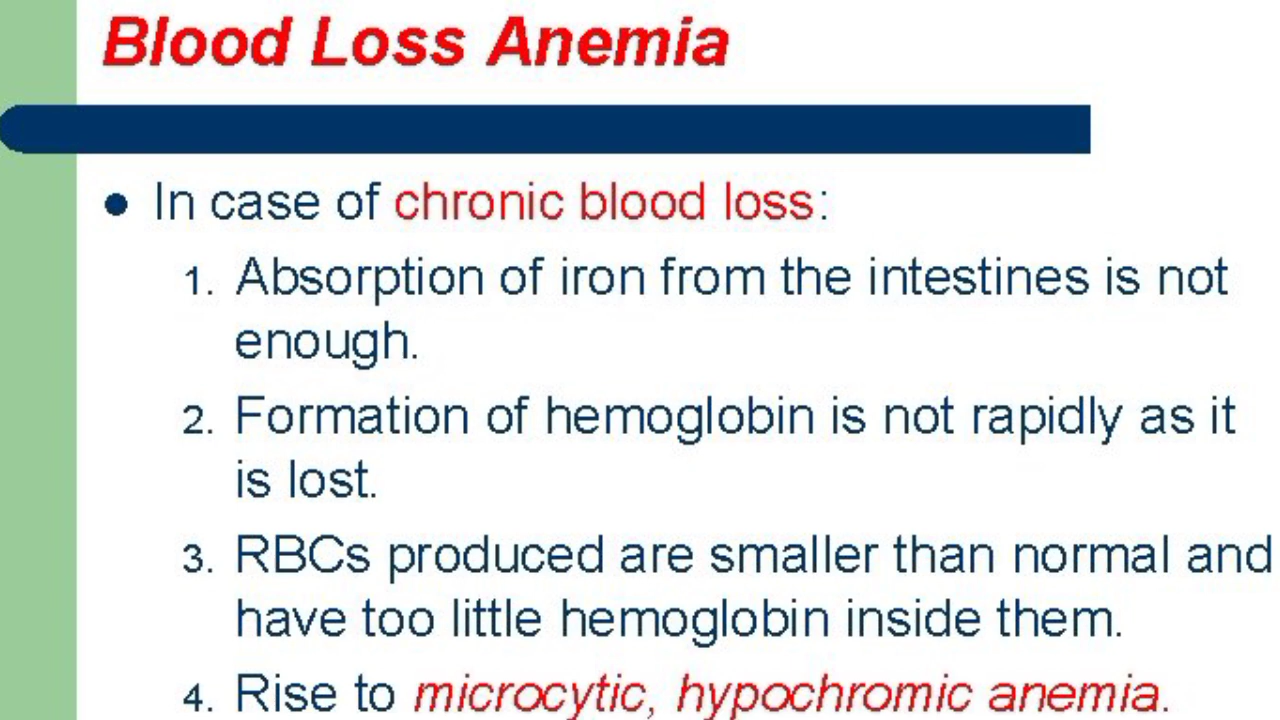 Blood Loss Anemia
● In case of chronic blood loss:
1. Absorption of iron from the intestines is not
enough.
2. Formation of hemoglobin is not rapidly as it
is lost.
3. RBCs produced are smaller than normal and
have too little hemoglobin inside them.
4. Rise to microcytic, hypochromic anemia.